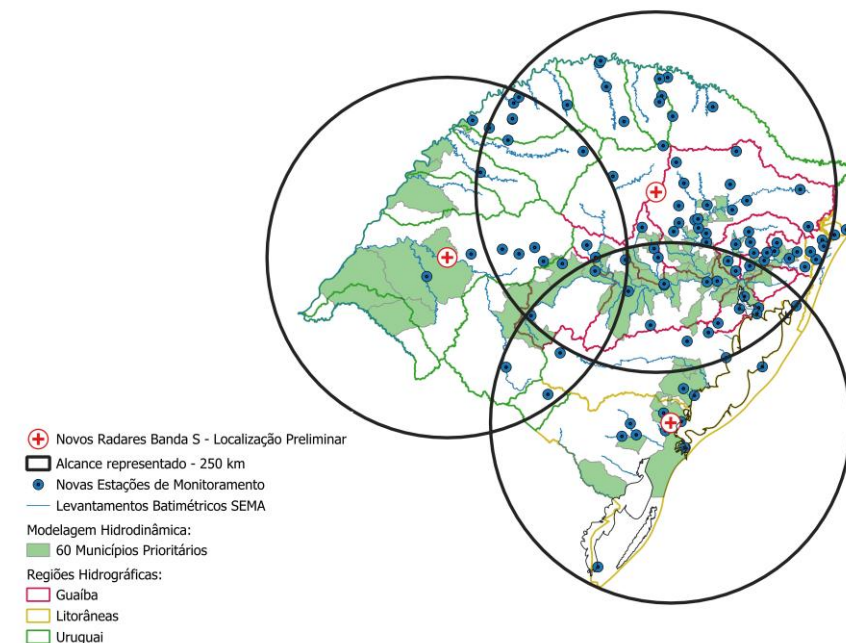 Novos Radares Banda S - Localização Preliminar
Alcance representado - 250 km
Novas Estações de Monitoramento
Levantamentos Batimétricos SEMA
Modelagem Hidrodinâmica:
60 Municípios Prioritários
Regiões Hidrográficas:
Guaíba
Litorâneas
Uruguai